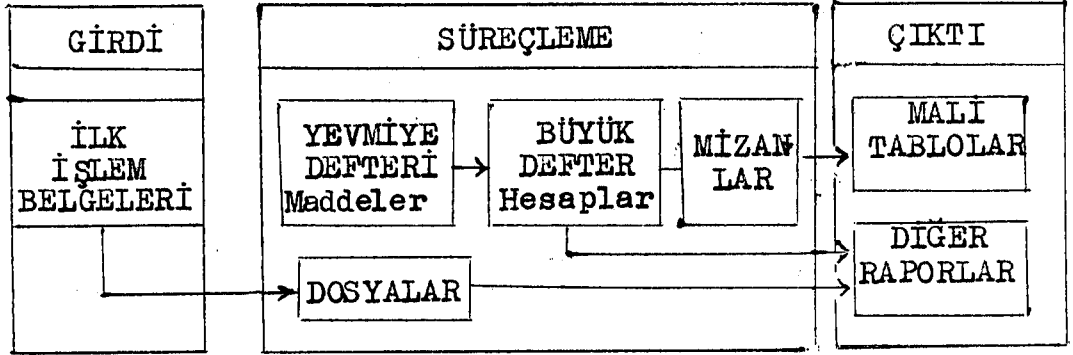 GİRDİ
İLK
İŞLEM
BELGELERİ
SÜREÇLEME
YEVMİYE
DEFTERİ
Maddeler
BÜYÜK
DEFTER
Hesaplar
MİZAN
LAR
DOSYALAR
ÇIKTI
MALİ
TABLOLAR
DİĞER
RAPORLAR